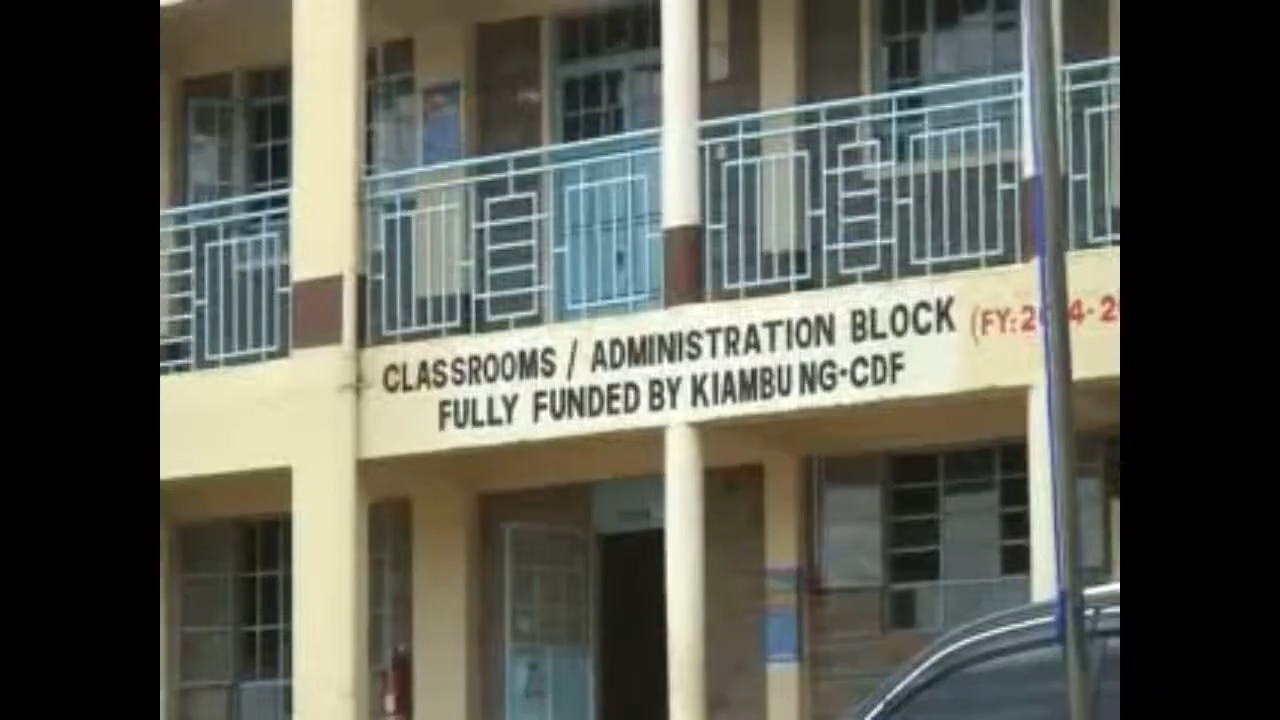 CLASSROOMS / ADMINISTRATION BLOCK
FULLY FUNDED BY KIAMBU NG-CDF